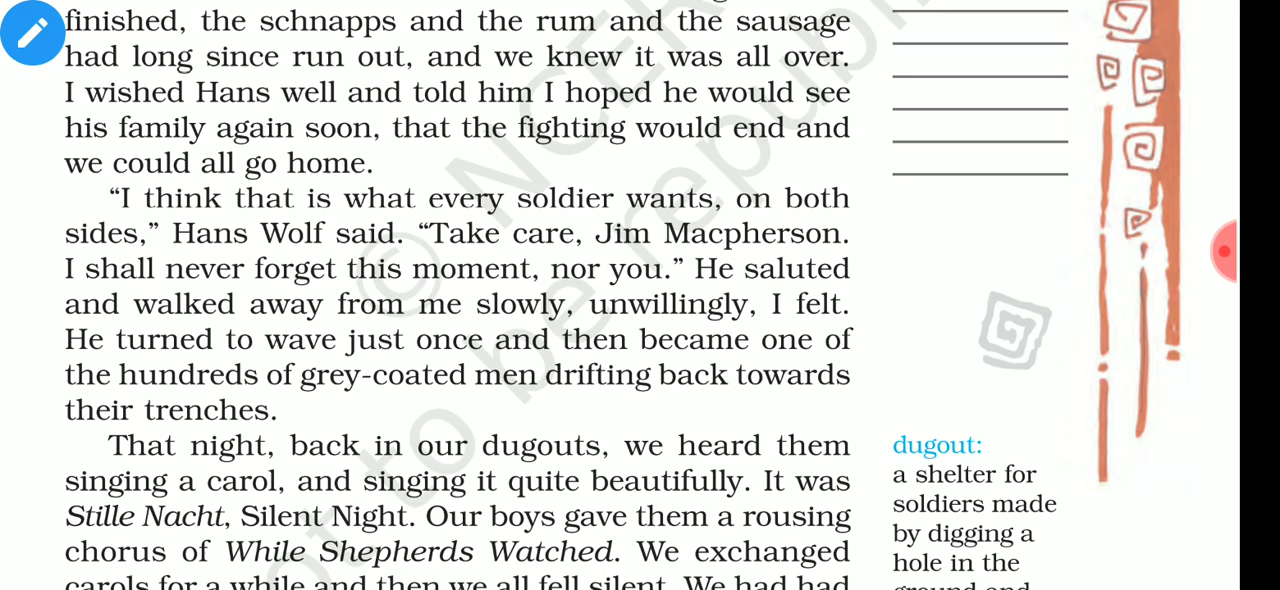 finished, the schnapps and the rum and the sausage
had long since run out, and we knew it was all over.
I wished Hans well and told him I hoped he would see
his family again soon, that the fighting would end and
we could all go home.
“I think that is what every soldier wants, on both
sides,” Hans Wolf said. “Take care, Jim Macpherson.
I shall never forget this moment, nor you.” He saluted
and walked away from me slowly, unwillingly, I felt.
He turned to wave just once and then became one of
the hundreds of grey-coated men drifting back towards
their trenches.
That night, back in our dugouts, we heard them
singing a carol, and singing it quite beautifully. It was
Stille Nacht, Silent Night. Our boys gave them a rousing
chorus of While Shepherds Watched. We exchanged
carols for a while and then we all fell silent. We had had
dugout:
a shelter for
soldiers made
by digging a
hole in the
ground and
© NCER
to be republi